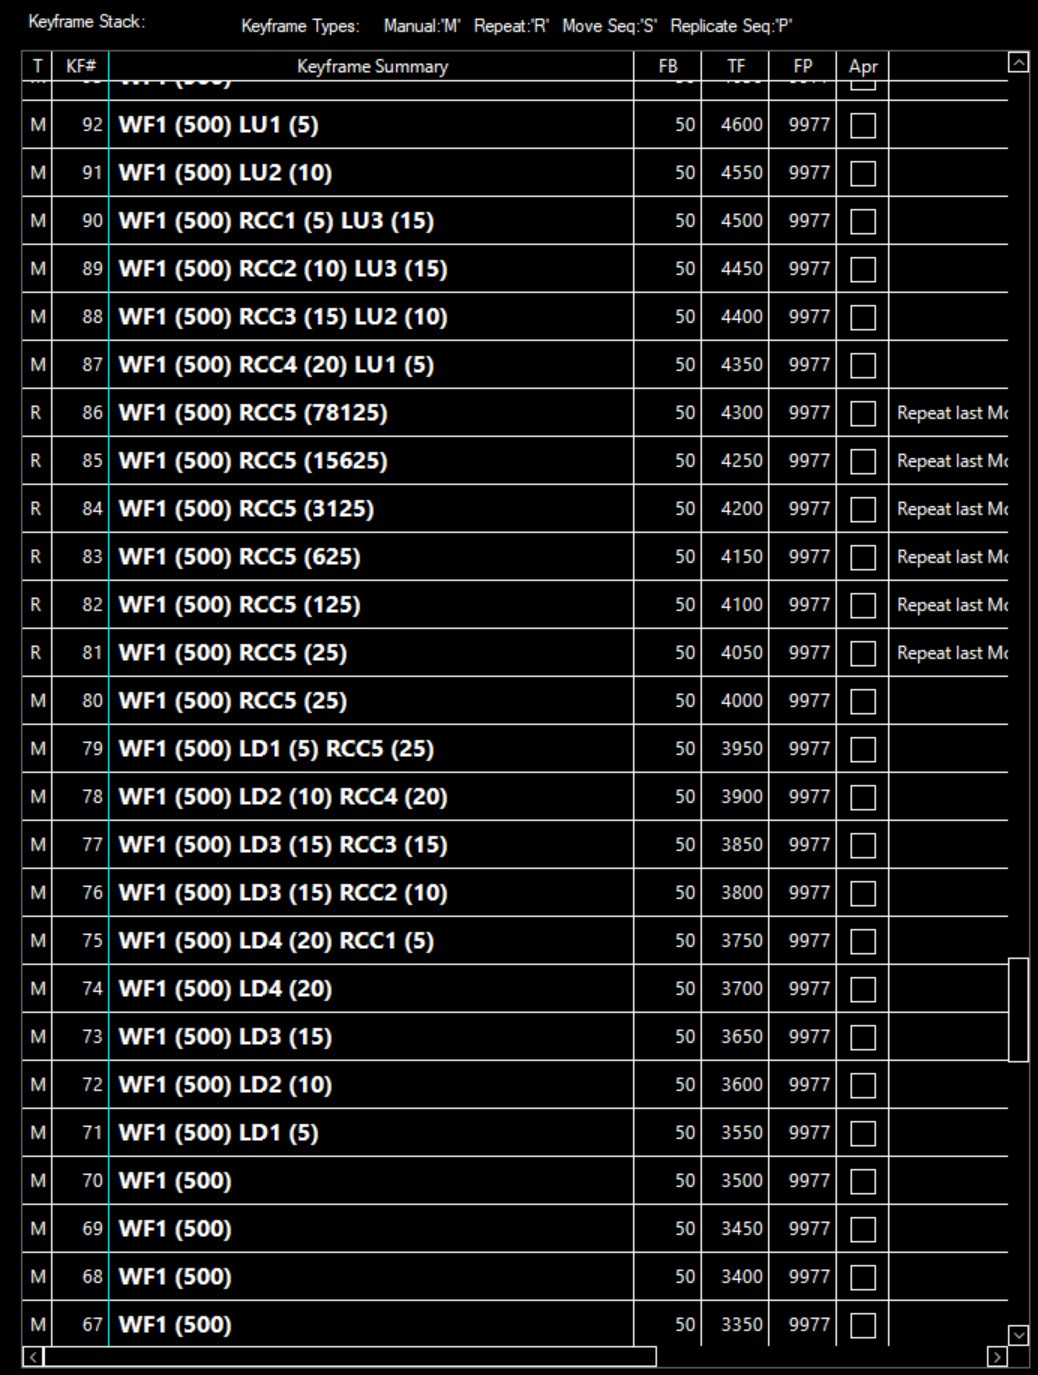 Keyframe Stack:
Keyframe Types: Manual:'M' Repeat:'R' Move Seq:'S' Replicate Seq:'P'
T KF# Keyframe Summary FB TF FP Apr
M 92 WF1 (500) LU1 (5) 50 4600 9977
M 91 WF1 (500) LU2 (10) 50 4550 9977
M 90 WF1 (500) RCC1 (5) LU3 (15) 50 4500 9977
M 89 WF1 (500) RCC2 (10) LU3 (15) 50 4450 9977
M 88 WF1 (500) RCC3 (15) LU2 (10) 50 4400 9977
M 87 WF1 (500) RCC4 (20) LU1 (5) 50 4350 9977
R 86 WF1 (500) RCC5 (78125) 50 4300 9977 Repeat last Mo
R 85 WF1 (500) RCC5 (15625) 50 4250 9977 Repeat last Mo
R 84 WF1 (500) RCC5 (3125) 50 4200 9977 Repeat last Mo
R 83 WF1 (500) RCC5 (625) 50 4150 9977 Repeat last Mo
R 82 WF1 (500) RCC5 (125) 50 4100 9977 Repeat last Mo
R 81 WF1 (500) RCC5 (25) 50 4050 9977 Repeat last Mo
M 80 WF1 (500) RCC5 (25) 50 4000 9977
M 79 WF1 (500) LD1 (5) RCC5 (25) 50 3950 9977
M 78 WF1 (500) LD2 (10) RCC4 (20) 50 3900 9977
M 77 WF1 (500) LD3 (15) RCC3 (15) 50 3850 9977
M 76 WF1 (500) LD3 (15) RCC2 (10) 50 3800 9977
M 75 WF1 (500) LD4 (20) RCC1 (5) 50 3750 9977
M 74 WF1 (500) LD4 (20) 50 3700 9977
M 73 WF1 (500) LD3 (15) 50 3650 9977
M 72 WF1 (500) LD2 (10) 50 3600 9977
M 71 WF1 (500) LD1 (5) 50 3550 9977
M 70 WF1 (500) 50 3500 9977
M 69 WF1 (500) 50 3450 9977
M 68 WF1 (500) 50 3400 9977
M 67 WF1 (500) 50 3350 9977